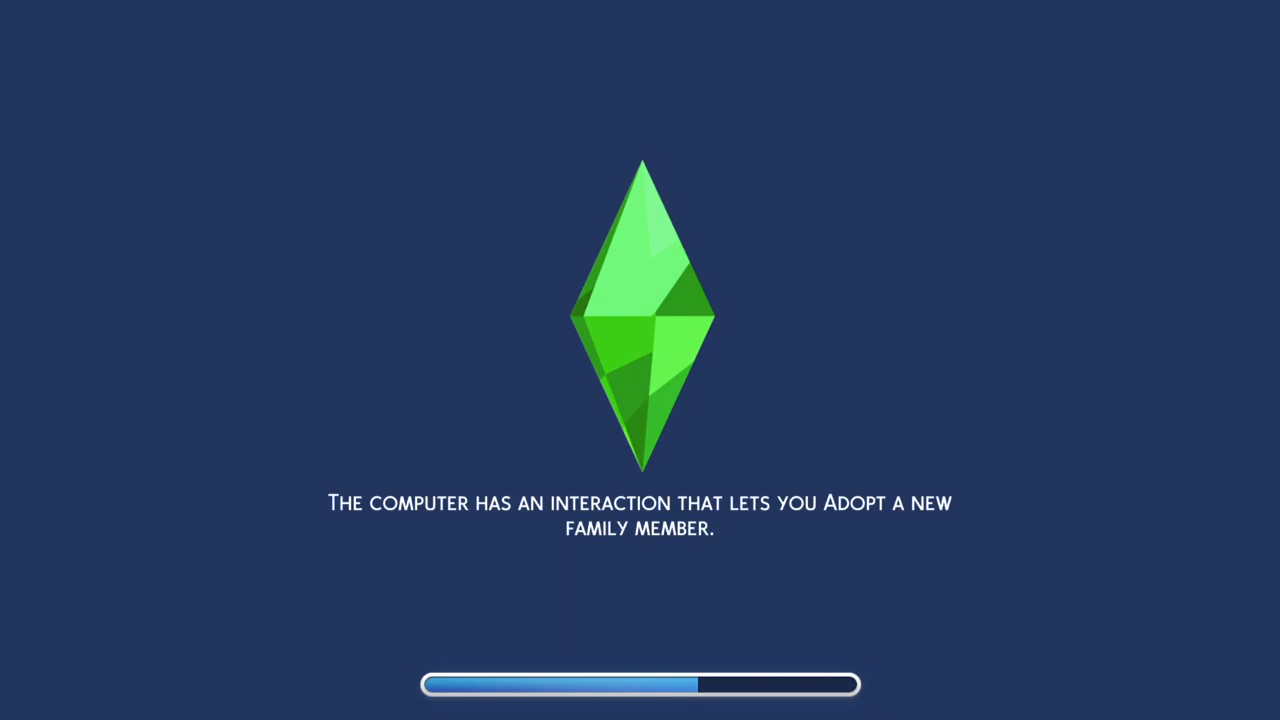 The computer has an interaction that lets you Adopt a new
family member.